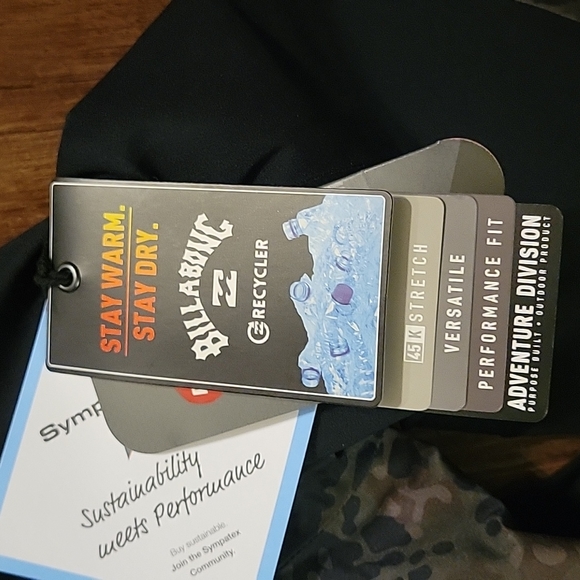 STAY WARM.
STAY DRY.
BILLABONG
RECYCLER
45K STRETCH
VERSATILE
PERFORMANCE FIT
ADVENTURE DIVISION
PURPOSE BUILT • OUTDOOR PRODUCT
Symp
Sustainability
meets Performance
Buy sustainable.
Join the Sympatex
Community.